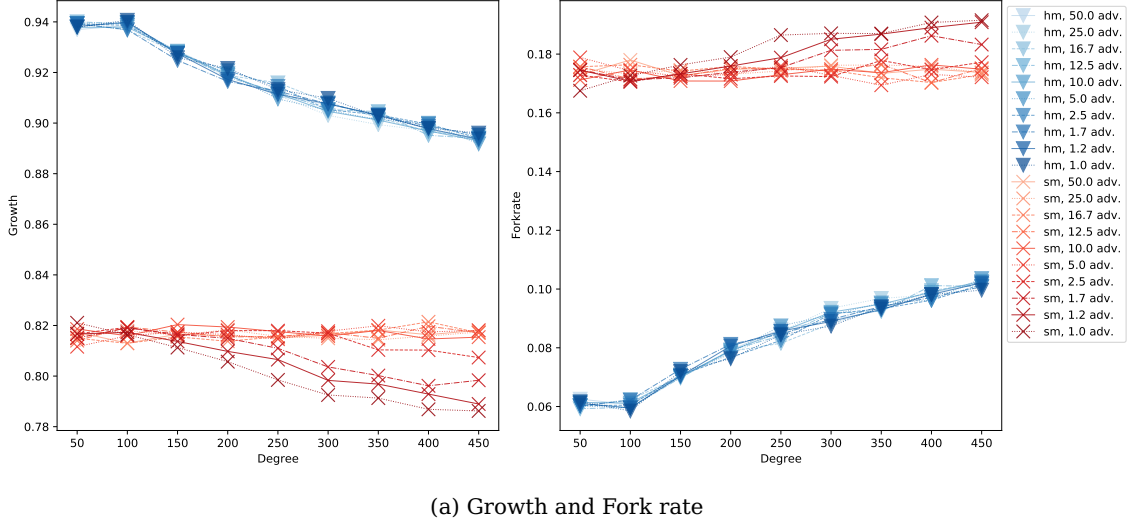 0.94
0.92
0.90
0.88
0.86
0.84
0.82
0.80
0.78
Growth
50 100 150 200 250 300 350 400 450
Degree
0.18
0.16
0.14
0.12
0.10
0.08
0.06
Forkrate
50 100 150 200 250 300 350 400 450
Degree
hm, 50.0 adv.
hm, 25.0 adv.
hm, 16.7 adv.
hm, 12.5 adv.
hm, 10.0 adv.
hm, 5.0 adv.
hm, 2.5 adv.
hm, 1.7 adv.
hm, 1.2 adv.
hm, 1.0 adv.
sm, 50.0 adv.
sm, 25.0 adv.
sm, 16.7 adv.
sm, 12.5 adv.
sm, 10.0 adv.
sm, 5.0 adv.
sm, 2.5 adv.
sm, 1.7 adv.
sm, 1.2 adv.
sm, 1.0 adv.
(a) Growth and Fork rate